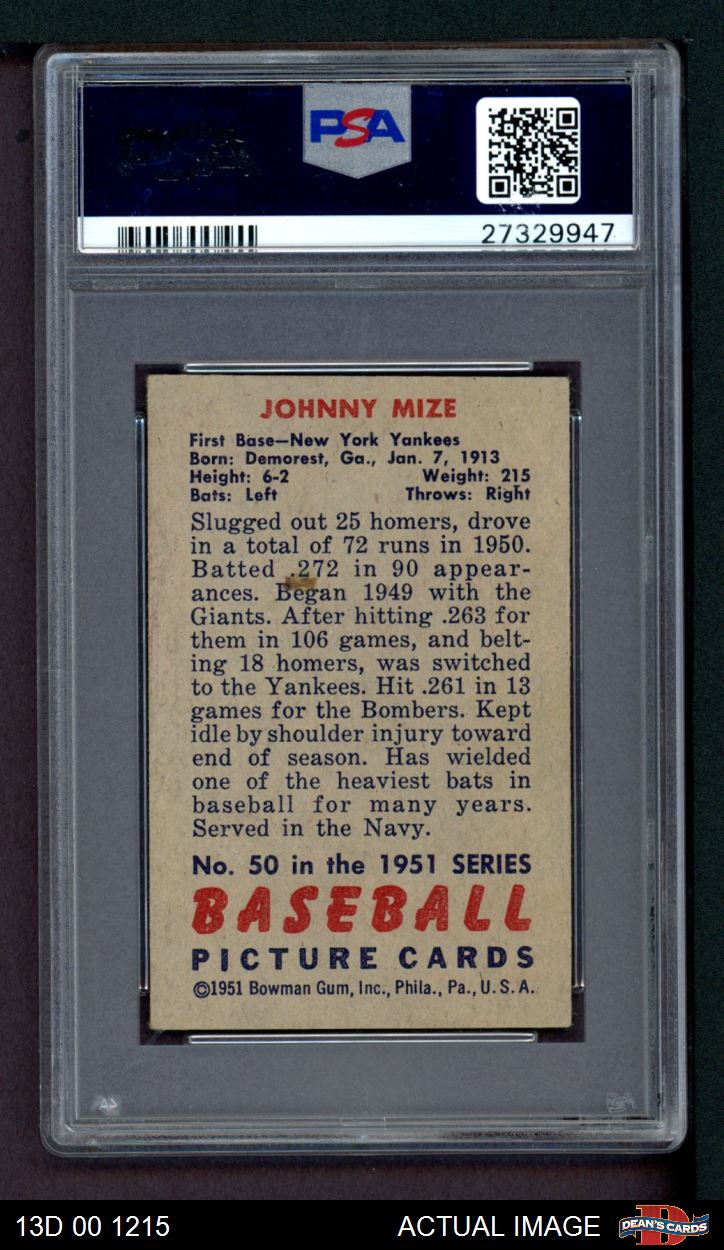 PSA
27329947
JOHNNY MIZE
First Base—New York Yankees
Born: Demorest, Ga., Jan. 7, 1913
Height: 6-2 Weight: 215
Bats: Left Throws: Right
Slugged out 25 homers, drove
in a total of 72 runs in 1950.
Batted .272 in 90 appear-
ances. Began 1949 with the
Giants. After hitting .263 for
them in 106 games, and belt-
ing 18 homers, was switched
to the Yankees. Hit .261 in 13
games for the Bombers. Kept
idle by shoulder injury toward
end of season. Has wielded
one of the heaviest bats in
baseball for many years.
Served in the Navy.
No. 50 in the 1951 SERIES
BASEBALL
PICTURE CARDS
©1951 Bowman Gum, Inc., Phila., Pa., U. S. A.
13D 00 1215 ACTUAL IMAGE DEAN'S CARDS